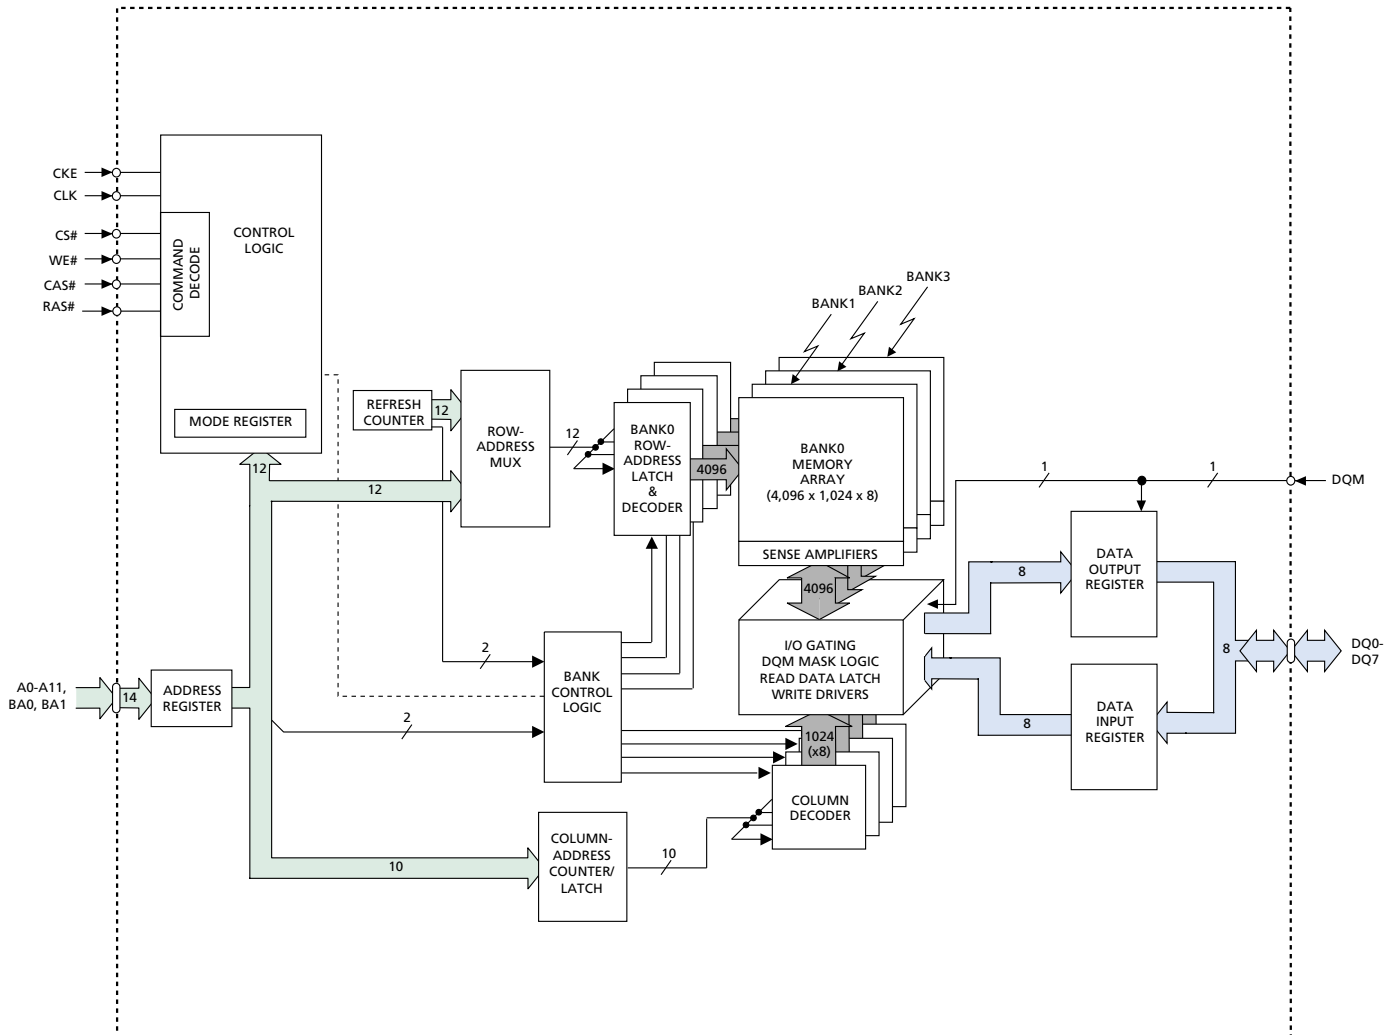 CKE
CLK
CS#
WE#
CAS#
RAS#
COMMAND
DECODE
CONTROL
LOGIC
MODE REGISTER
12
REFRESH
COUNTER
12
12
ROW-
ADDRESS
MUX
12
BANK0
ROW-
ADDRESS
LATCH
&
DECODER
4096
BANK1
BANK2
BANK3
BANK0
MEMORY
ARRAY
(4,096 x 1,024 x 8)
SENSE AMPLIFIERS
4096
I/O GATING
DQM MASK LOGIC
READ DATA LATCH
WRITE DRIVERS
1024
(x8)
COLUMN
DECODER
2
2
BANK
CONTROL
LOGIC
A0-A11,
BA0, BA1
14
ADDRESS
REGISTER
10
COLUMN-
ADDRESS
COUNTER/
LATCH
10
1
1
DQM
8
DATA
OUTPUT
REGISTER
8
8
DATA
INPUT
REGISTER
DQ0-
DQ7